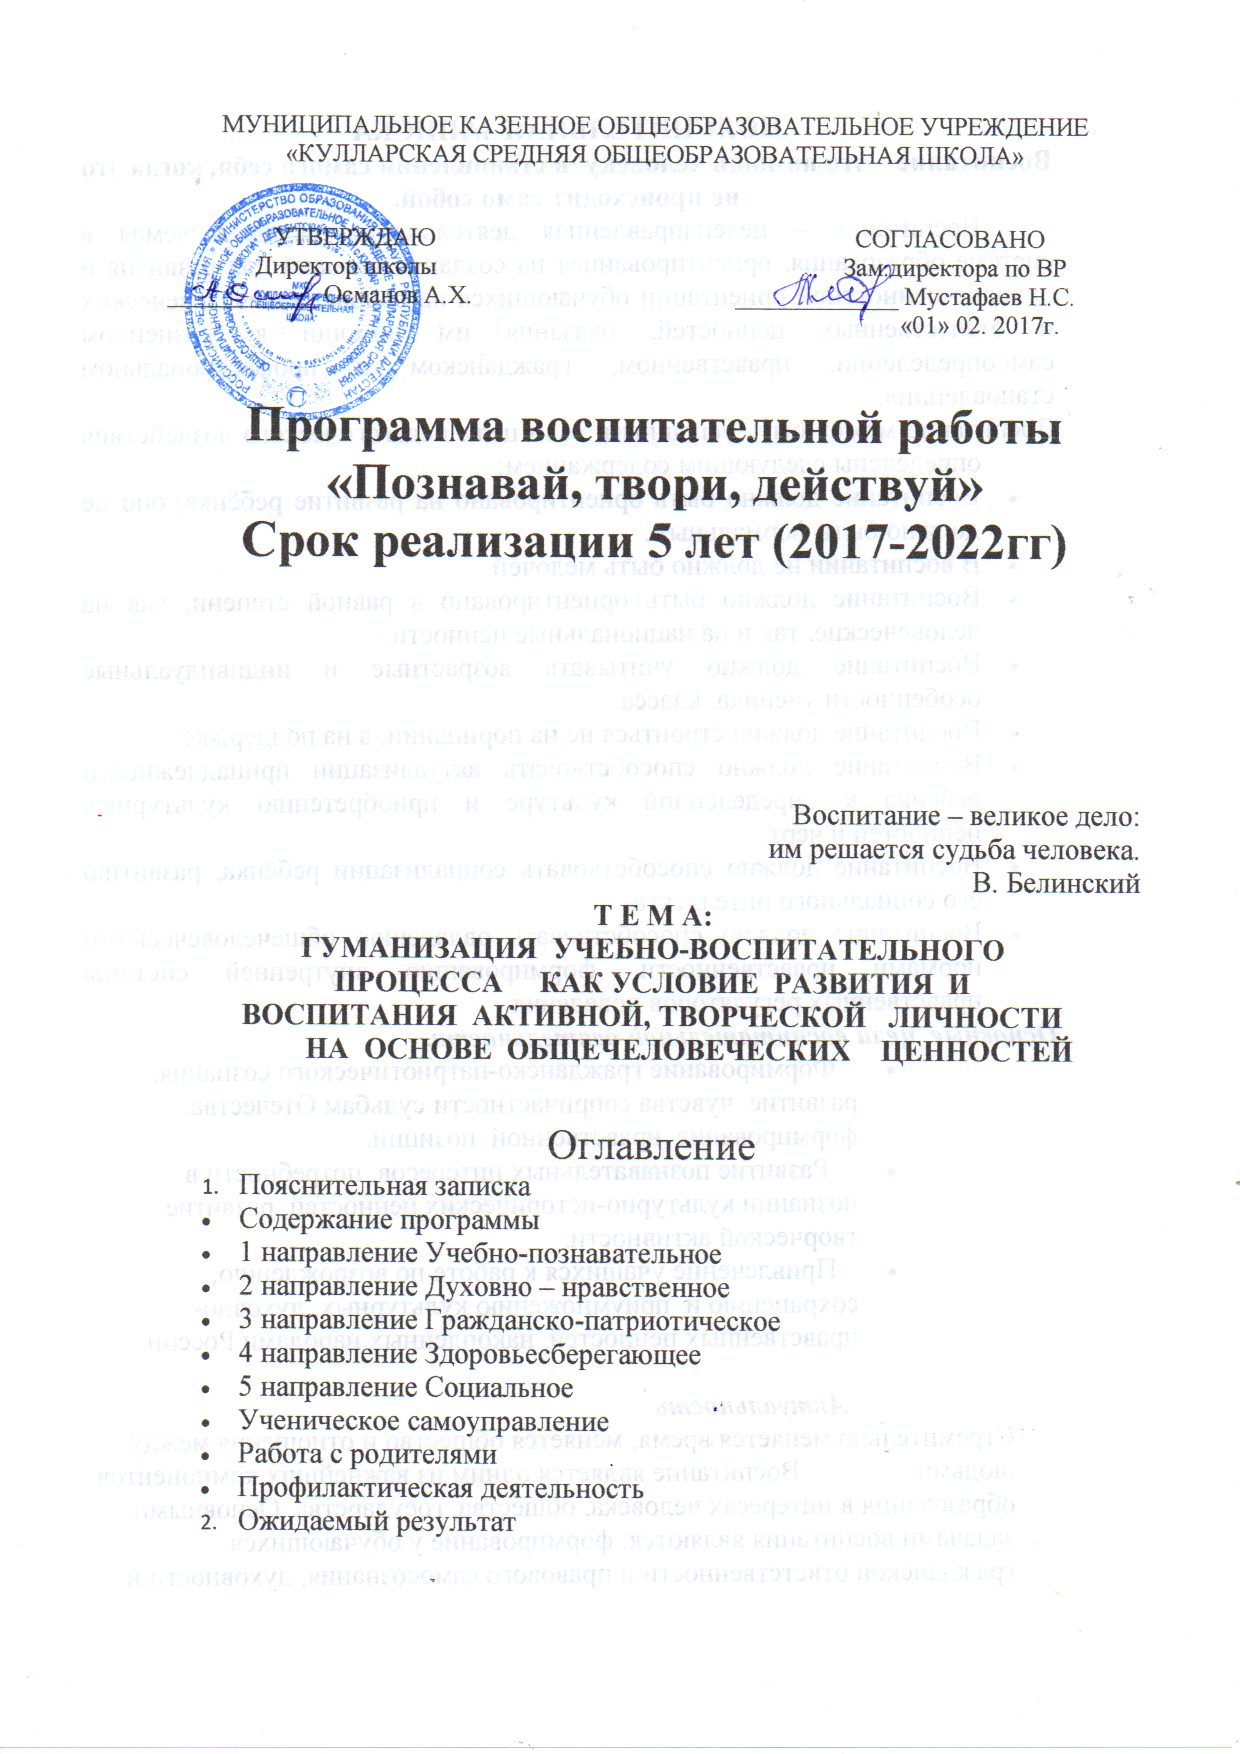 МУНИЦИПАЛЬНОЕ КАЗЕННОЕ ОБЩЕОБРАЗОВАТЕЛЬНОЕ УЧРЕЖДЕНИЕ
«КУЛЛАРСКАЯ СРЕДНЯЯ ОБЩЕОБРАЗОВАТЕЛЬНАЯ ШКОЛА»
УТВЕРЖДАЮ
Директор школы
Османов А.Х.
СОГЛАСОВАНО
Зам директора по ВР
Мустафаев Н.С.
«01» 02. 2017г.
Программа воспитательной работы
«Познавай, твори, действуй»
Срок реализации 5 лет (2017-2022гг)
Воспитание – великое дело:
им решается судьба человека.
В. Белинский
Т Е М А:
ГУМАНИЗАЦИЯ УЧЕБНО-ВОСПИТАТЕЛЬНОГО
ПРОЦЕССА КАК УСЛОВИЕ РАЗВИТИЯ И
ВОСПИТАНИЯ АКТИВНОЙ, ТВОРЧЕСКОЙ ЛИЧНОСТИ
НА ОСНОВЕ ОБЩЕЧЕЛОВЕЧЕСКИХ ЦЕННОСТЕЙ
Оглавление
1. Пояснительная записка
• Содержание программы
• 1 направление Учебно-познавательное
• 2 направление Духовно – нравственное
• 3 направление Гражданско-патриотическое
• 4 направление Здоровьесберегающее
• 5 направление Социальное
• Ученическое самоуправление
• Работа с родителями
• Профилактическая деятельность
2. Ожидаемый результат